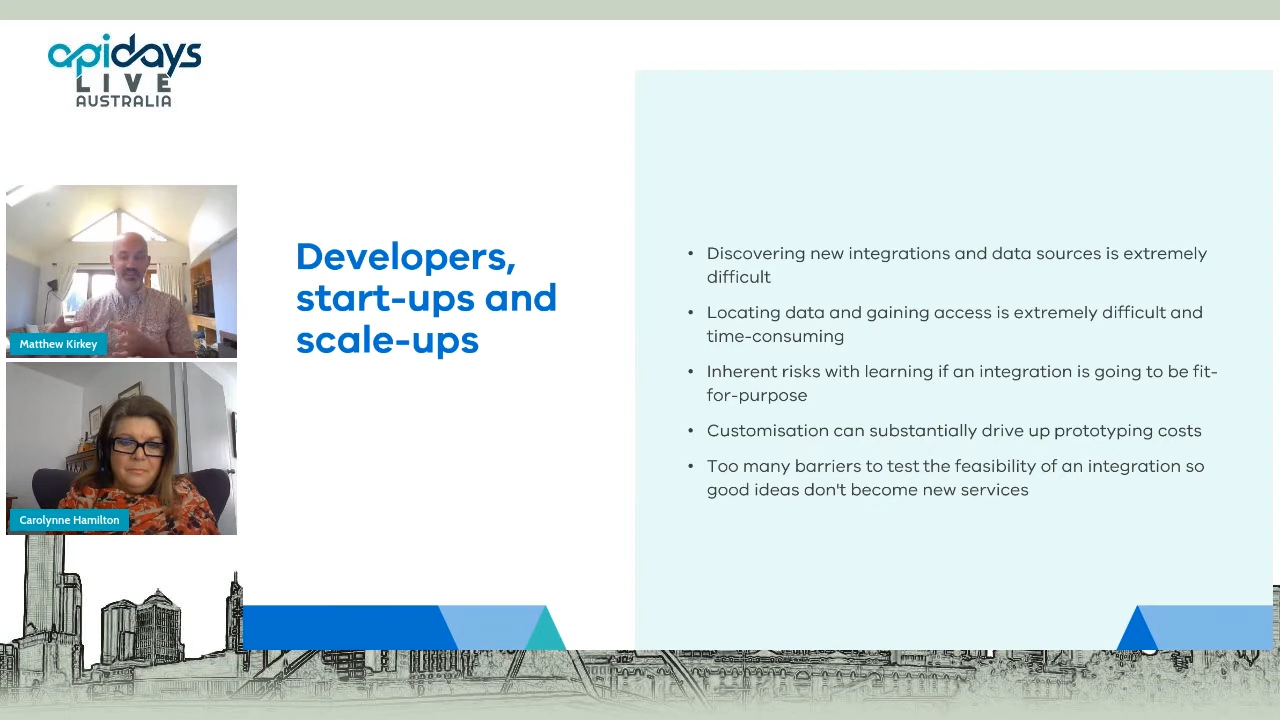 apidays
LIVE
AUSTRALIA
Matthew Kirkey
Carolynne Hamilton
Developers,
start-ups and
scale-ups
• Discovering new integrations and data sources is extremely
difficult
• Locating data and gaining access is extremely difficult and
time-consuming
• Inherent risks with learning if an integration is going to be fit-
for-purpose
• Customisation can substantially drive up prototyping costs
• Too many barriers to test the feasibility of an integration so
good ideas don't become new services